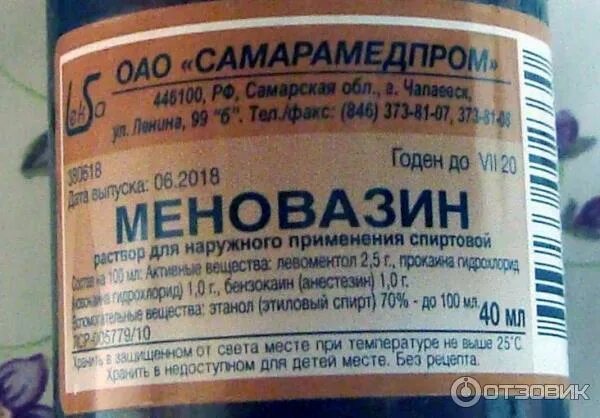 LekSa
ОАО «САМАРАМЕДПРОМ»
446100, РФ, Самарская обл., г. Чапаевск,
ул. Ленина, 99 "б". Тел./факс: (846) 373-81-07, 373-81-06
380618
Дата выпуска: 06.2018
Годен до VII 20
МЕНОВАЗИН
раствор для наружного применения спиртовой
Состав на 100 мл: Активные вещества: левоментол 2,5 г., прокаина гидрохлорид
(новокаина гидрохлорид) 1,0 г., бензокаин (анестезин) 1,0 г.
Вспомогательные вещества: этанол (этиловый спирт) 70% - до 100 мл.
40 мл
ЛСР-005779/10
Хранить в защищенном от света месте при температуре не выше 25°С.
Хранить в недоступном для детей месте. Без рецепта.
ОТЗОВИК